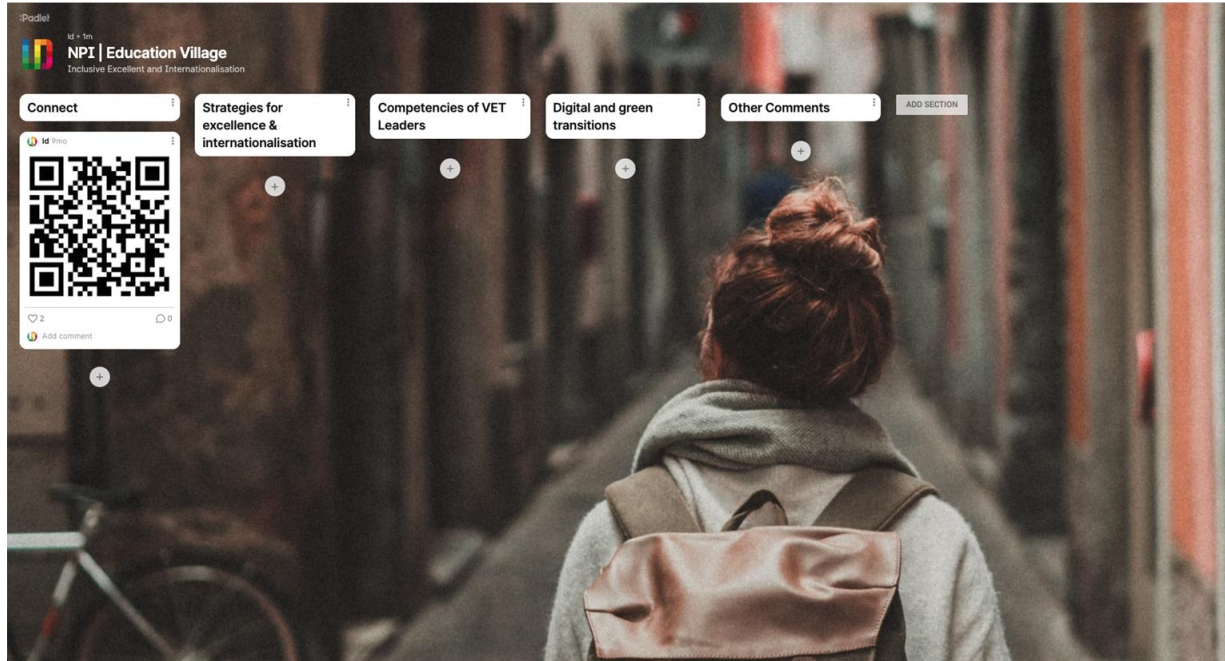 :Padlet
ld + 1m
NPI | Education Village
Inclusive Excellent and Internationalisation
Connect
ld 9mo
2
0
Add comment
Strategies for
excellence &
internationalisation
Competencies of VET
Leaders
Digital and green
transitions
Other Comments
ADD SECTION